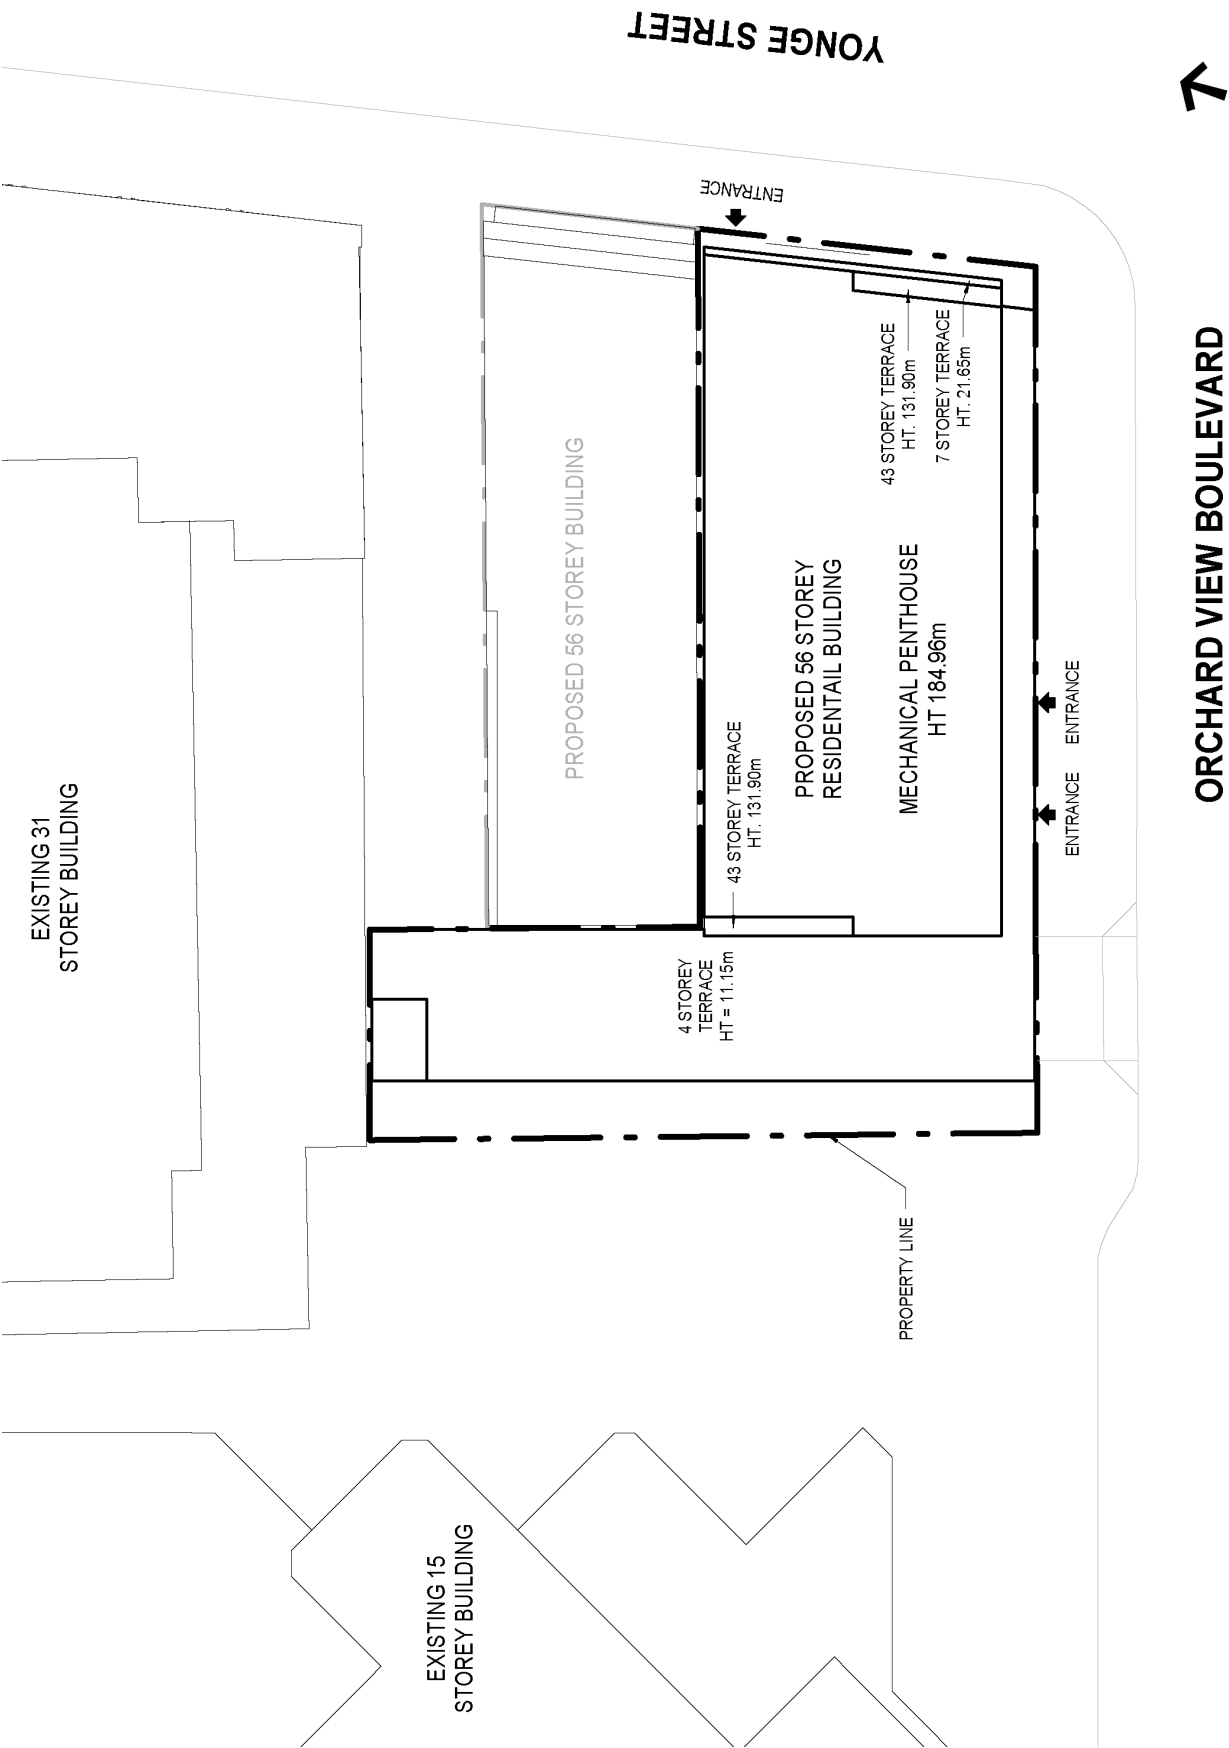 YONGE STREET
ENTRANCE
43 STOREY TERRACE
HT. 131.90m
7 STOREY TERRACE
HT. 21.65m
PROPOSED 56 STOREY BUILDING
PROPOSED 56 STOREY
RESIDENTAIL BUILDING
MECHANICAL PENTHOUSE
HT 184.96m
43 STOREY TERRACE
HT. 131.90m
4 STOREY
TERRACE
HT = 11.15m
ENTRANCE
ENTRANCE
ORCHARD VIEW BOULEVARD
EXISTING 31
STOREY BUILDING
PROPERTY LINE
EXISTING 15
STOREY BUILDING